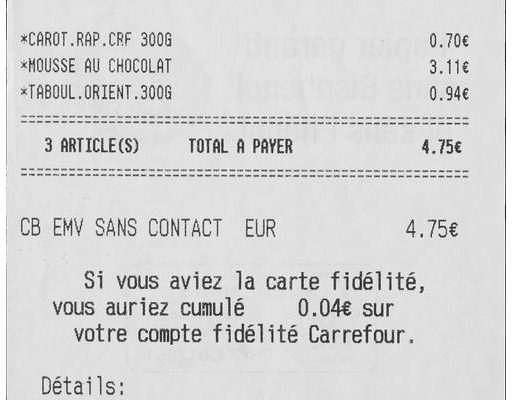 *CAROT.RAP.CRF 300G 0.70€
*MOUSSE AU CHOCOLAT 3.11€
*TABOUL.ORIENT.300G 0.94€
================================================
3 ARTICLE(S) TOTAL A PAYER 4.75€
================================================
CB EMV SANS CONTACT EUR 4.75€
Si vous aviez la carte fidélité,
vous auriez cumulé 0.04€ sur
votre compte fidélité Carrefour.
Détails: